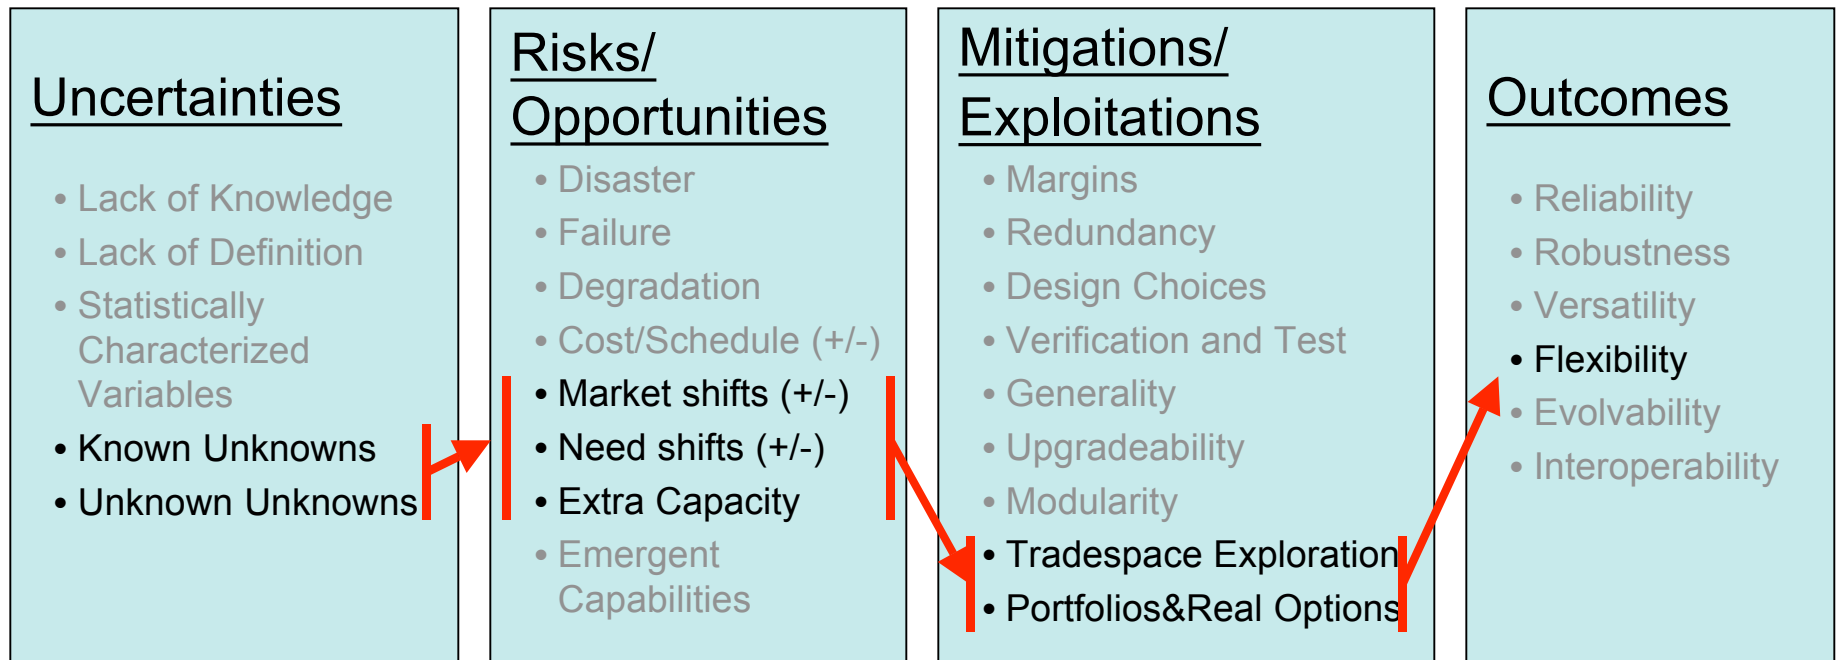 Uncertainties
• Lack of Knowledge
• Lack of Definition
• Statistically
Characterized
Variables
• Known Unknowns
• Unknown Unknowns
Risks/
Opportunities
• Disaster
• Failure
• Degradation
• Cost/Schedule (+/-)
• Market shifts (+/-)
• Need shifts (+/-)
• Extra Capacity
• Emergent
Capabilities
Mitigations/
Exploitations
• Margins
• Redundancy
• Design Choices
• Verification and Test
• Generality
• Upgradeability
• Modularity
• Tradespace Exploration
• Portfolios&Real Options
Outcomes
• Reliability
• Robustness
• Versatility
• Flexibility
• Evolvability
• Interoperability